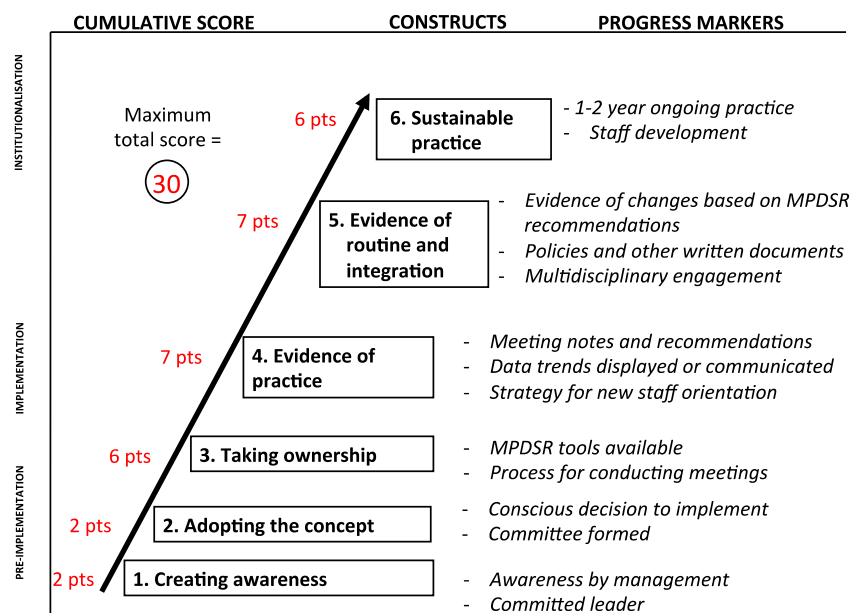 CUMULATIVE SCORE
CONSTRUCTS
PROGRESS MARKERS
INSTITUTIONALISATION
Maximum
total score =
30
6 pts
6. Sustainable
practice
- 1-2 year ongoing practice
- Staff development
7 pts
5. Evidence of
routine and
integration
- Evidence of changes based on MPDSR
recommendations
- Policies and other written documents
- Multidisciplinary engagement
IMPLEMENTATION
7 pts
4. Evidence of
practice
- Meeting notes and recommendations
- Data trends displayed or communicated
- Strategy for new staff orientation
6 pts
3. Taking ownership
- MPDSR tools available
- Process for conducting meetings
PRE-IMPLEMENTATION
2 pts
2. Adopting the concept
- Conscious decision to implement
- Committee formed
2 pts
1. Creating awareness
- Awareness by management
- Committed leader